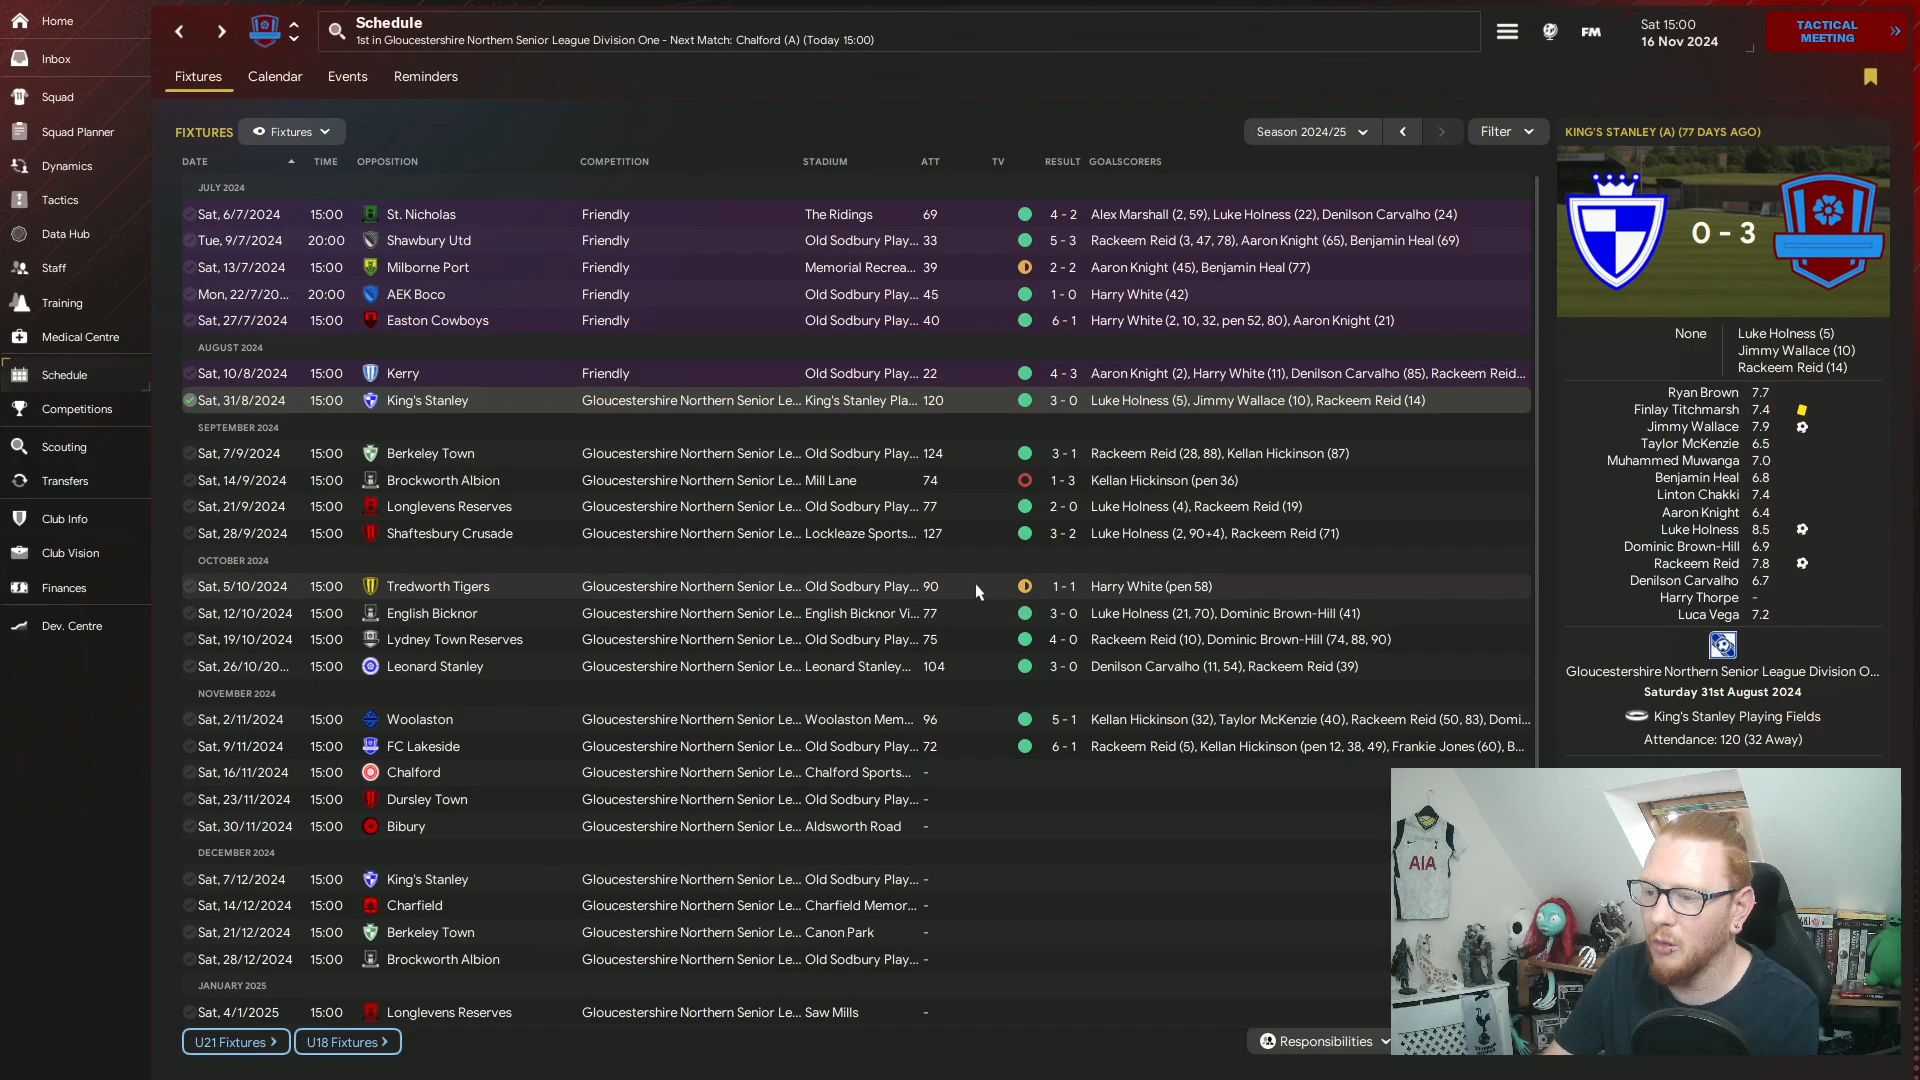 Home
Inbox
Squad
Squad Planner
Dynamics
Tactics
Data Hub
Staff
Training
Medical Centre
Schedule
Competitions
Scouting
Transfers
Club Info
Club Vision
Finances
Dev. Centre
Schedule
1st in Gloucestershire Northern Senior League Division One - Next Match: Chalford (A) (Today 15:00)
FM
Sat 15:00
16 Nov 2024
TACTICAL MEETING
Fixtures Calendar Events Reminders
FIXTURES Fixtures Season 2024/25 Filter
DATE TIME OPPOSITION COMPETITION STADIUM ATT TV RESULT GOALSCORERS
JULY 2024
Sat, 6/7/2024 15:00 St. Nicholas Friendly The Ridings 69 4 - 2 Alex Marshall (2, 59), Luke Holness (22), Denilson Carvalho (24)
Tue, 9/7/2024 20:00 Shawbury Utd Friendly Old Sodbury Play... 33 5 - 3 Rackeem Reid (3, 47, 78), Aaron Knight (65), Benjamin Heal (69)
Sat, 13/7/2024 15:00 Milborne Port Friendly Memorial Recrea... 39 2 - 2 Aaron Knight (45), Benjamin Heal (77)
Mon, 22/7/20... 20:00 AEK Boco Friendly Old Sodbury Play... 45 1 - 0 Harry White (42)
Sat, 27/7/2024 15:00 Easton Cowboys Friendly Old Sodbury Play... 40 6 - 1 Harry White (2, 10, 32, pen 52, 80), Aaron Knight (21)
AUGUST 2024
Sat, 10/8/2024 15:00 Kerry Friendly Old Sodbury Play... 22 4 - 3 Aaron Knight (2), Harry White (11), Denilson Carvalho (85), Rackeem Reid...
Sat, 31/8/2024 15:00 King's Stanley Gloucestershire Northern Senior Le... King's Stanley Pla... 120 3 - 0 Luke Holness (5), Jimmy Wallace (10), Rackeem Reid (14)
SEPTEMBER 2024
Sat, 7/9/2024 15:00 Berkeley Town Gloucestershire Northern Senior Le... Old Sodbury Play... 124 3 - 1 Rackeem Reid (28, 88), Kellan Hickinson (87)
Sat, 14/9/2024 15:00 Brockworth Albion Gloucestershire Northern Senior Le... Mill Lane 74 1 - 3 Kellan Hickinson (pen 36)
Sat, 21/9/2024 15:00 Longlevens Reserves Gloucestershire Northern Senior Le... Old Sodbury Play... 77 2 - 0 Luke Holness (4), Rackeem Reid (19)
Sat, 28/9/2024 15:00 Shaftesbury Crusade Gloucestershire Northern Senior Le... Lockleaze Sports... 127 3 - 2 Luke Holness (2, 90+4), Rackeem Reid (71)
OCTOBER 2024
Sat, 5/10/2024 15:00 Tredworth Tigers Gloucestershire Northern Senior Le... Old Sodbury Play... 90 1 - 1 Harry White (pen 58)
Sat, 12/10/2024 15:00 English Bicknor Gloucestershire Northern Senior Le... English Bicknor Vi... 77 3 - 0 Luke Holness (21, 70), Dominic Brown-Hill (41)
Sat, 19/10/2024 15:00 Lydney Town Reserves Gloucestershire Northern Senior Le... Old Sodbury Play... 75 4 - 0 Rackeem Reid (10), Dominic Brown-Hill (74, 88, 90)
Sat, 26/10/20... 15:00 Leonard Stanley Gloucestershire Northern Senior Le... Leonard Stanley... 104 3 - 0 Denilson Carvalho (11, 54), Rackeem Reid (39)
NOVEMBER 2024
Sat, 2/11/2024 15:00 Woolaston Gloucestershire Northern Senior Le... Woolaston Mem... 96 5 - 1 Kellan Hickinson (32), Taylor McKenzie (40), Rackeem Reid (50, 83), Domi...
Sat, 9/11/2024 15:00 FC Lakeside Gloucestershire Northern Senior Le... Old Sodbury Play... 72 6 - 1 Rackeem Reid (5), Kellan Hickinson (pen 12, 38, 49), Frankie Jones (60), B...
Sat, 16/11/2024 15:00 Chalford Gloucestershire Northern Senior Le... Chalford Sports... -
Sat, 23/11/2024 15:00 Dursley Town Gloucestershire Northern Senior Le... Old Sodbury Play... -
Sat, 30/11/2024 15:00 Bibury Gloucestershire Northern Senior Le... Aldsworth Road -
DECEMBER 2024
Sat, 7/12/2024 15:00 King's Stanley Gloucestershire Northern Senior Le... Old Sodbury Play... -
Sat, 14/12/2024 15:00 Charfield Gloucestershire Northern Senior Le... Charfield Memor... -
Sat, 21/12/2024 15:00 Berkeley Town Gloucestershire Northern Senior Le... Canon Park -
Sat, 28/12/2024 15:00 Brockworth Albion Gloucestershire Northern Senior Le... Old Sodbury Play... -
JANUARY 2025
Sat, 4/1/2025 15:00 Longlevens Reserves Gloucestershire Northern Senior Le... Saw Mills -
U21 Fixtures U18 Fixtures Responsibilities
KING'S STANLEY (A) (77 DAYS AGO)
0 - 3
None Luke Holness (5)
Jimmy Wallace (10)
Rackeem Reid (14)
Ryan Brown 7.7
Finlay Titchmarsh 7.4
Jimmy Wallace 7.9
Taylor McKenzie 6.5
Muhammed Muwanga 7.0
Benjamin Heal 6.8
Linton Chakki 7.4
Aaron Knight 6.4
Luke Holness 8.5
Dominic Brown-Hill 6.9
Rackeem Reid 7.8
Denilson Carvalho 6.7
Harry Thorpe -
Luca Vega 7.2
Gloucestershire Northern Senior League Division O...
Saturday 31st August 2024
King's Stanley Playing Fields
Attendance: 120 (32 Away)
AIA